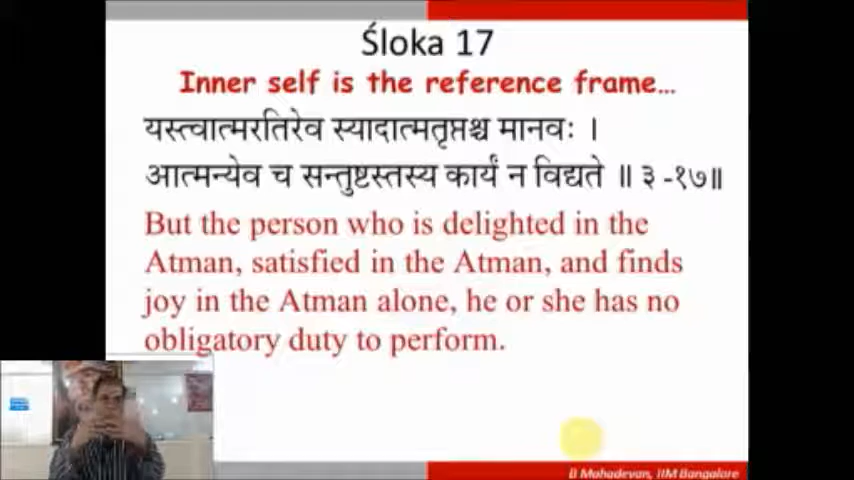 Śloka 17
Inner self is the reference frame...
यस्त्वात्मरतिरेव स्यादात्मतृप्तश्च मानवः ।
आत्मन्येव च सन्तुष्टस्तस्य कार्यं न विद्यते ॥ ३ -१७॥
But the person who is delighted in the
Atman, satisfied in the Atman, and finds
joy in the Atman alone, he or she has no
obligatory duty to perform.
B Mahadevan, IIM Bangalore